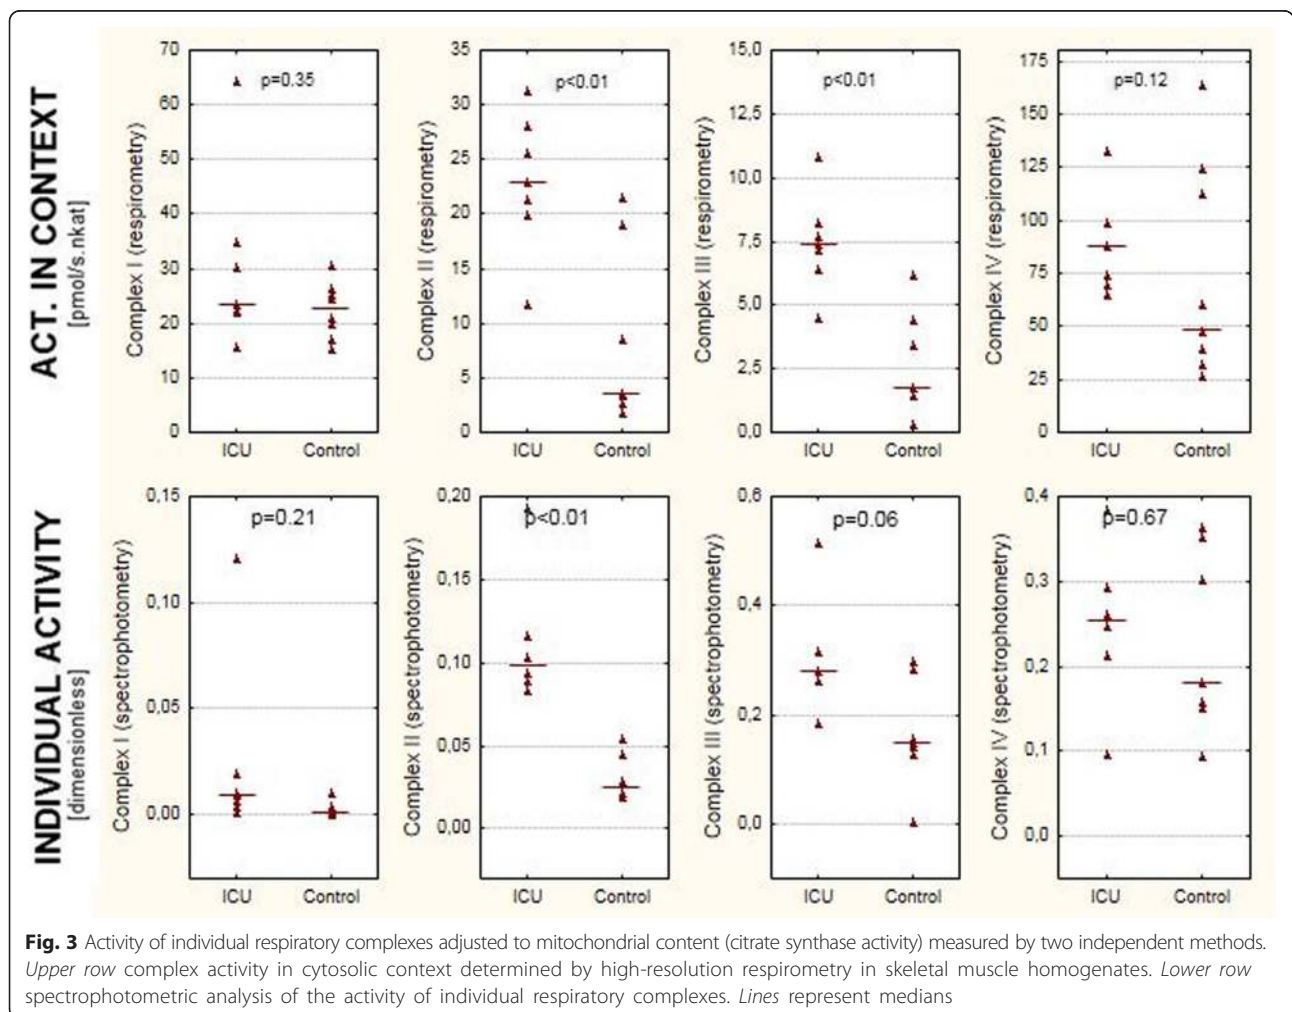 ACT. IN CONTEXT
[pmol/s.nkat]
Complex I (respirometry)
70
60
50
40
30
20
10
0
p=0.35
ICU Control
Complex II (respirometry)
35
30
25
20
15
10
5
0
p<0.01
ICU Control
Complex III (respirometry)
15,0
12,5
10,0
7,5
5,0
2,5
0,0
p<0.01
ICU Control
Complex IV (respirometry)
175
150
125
100
75
50
25
0
p=0.12
ICU Control
INDIVIDUAL ACTIVITY
[dimensionless]
Complex I (spectrophotometry)
0,15
0,10
0,05
0,00
p=0.21
ICU Control
Complex II (spectrophotometry)
0,20
0,15
0,10
0,05
0,00
p<0.01
ICU Control
Complex III (spectrophotometry)
0,6
0,4
0,2
0,0
p=0.06
ICU Control
Complex IV (spectrophotometry)
0,4
0,3
0,2
0,1
0,0
p=0.67
ICU Control
Fig. 3 Activity of individual respiratory complexes adjusted to mitochondrial content (citrate synthase activity) measured by two independent methods.
Upper row complex activity in cytosolic context determined by high-resolution respirometry in skeletal muscle homogenates. Lower row
spectrophotometric analysis of the activity of individual respiratory complexes. Lines represent medians